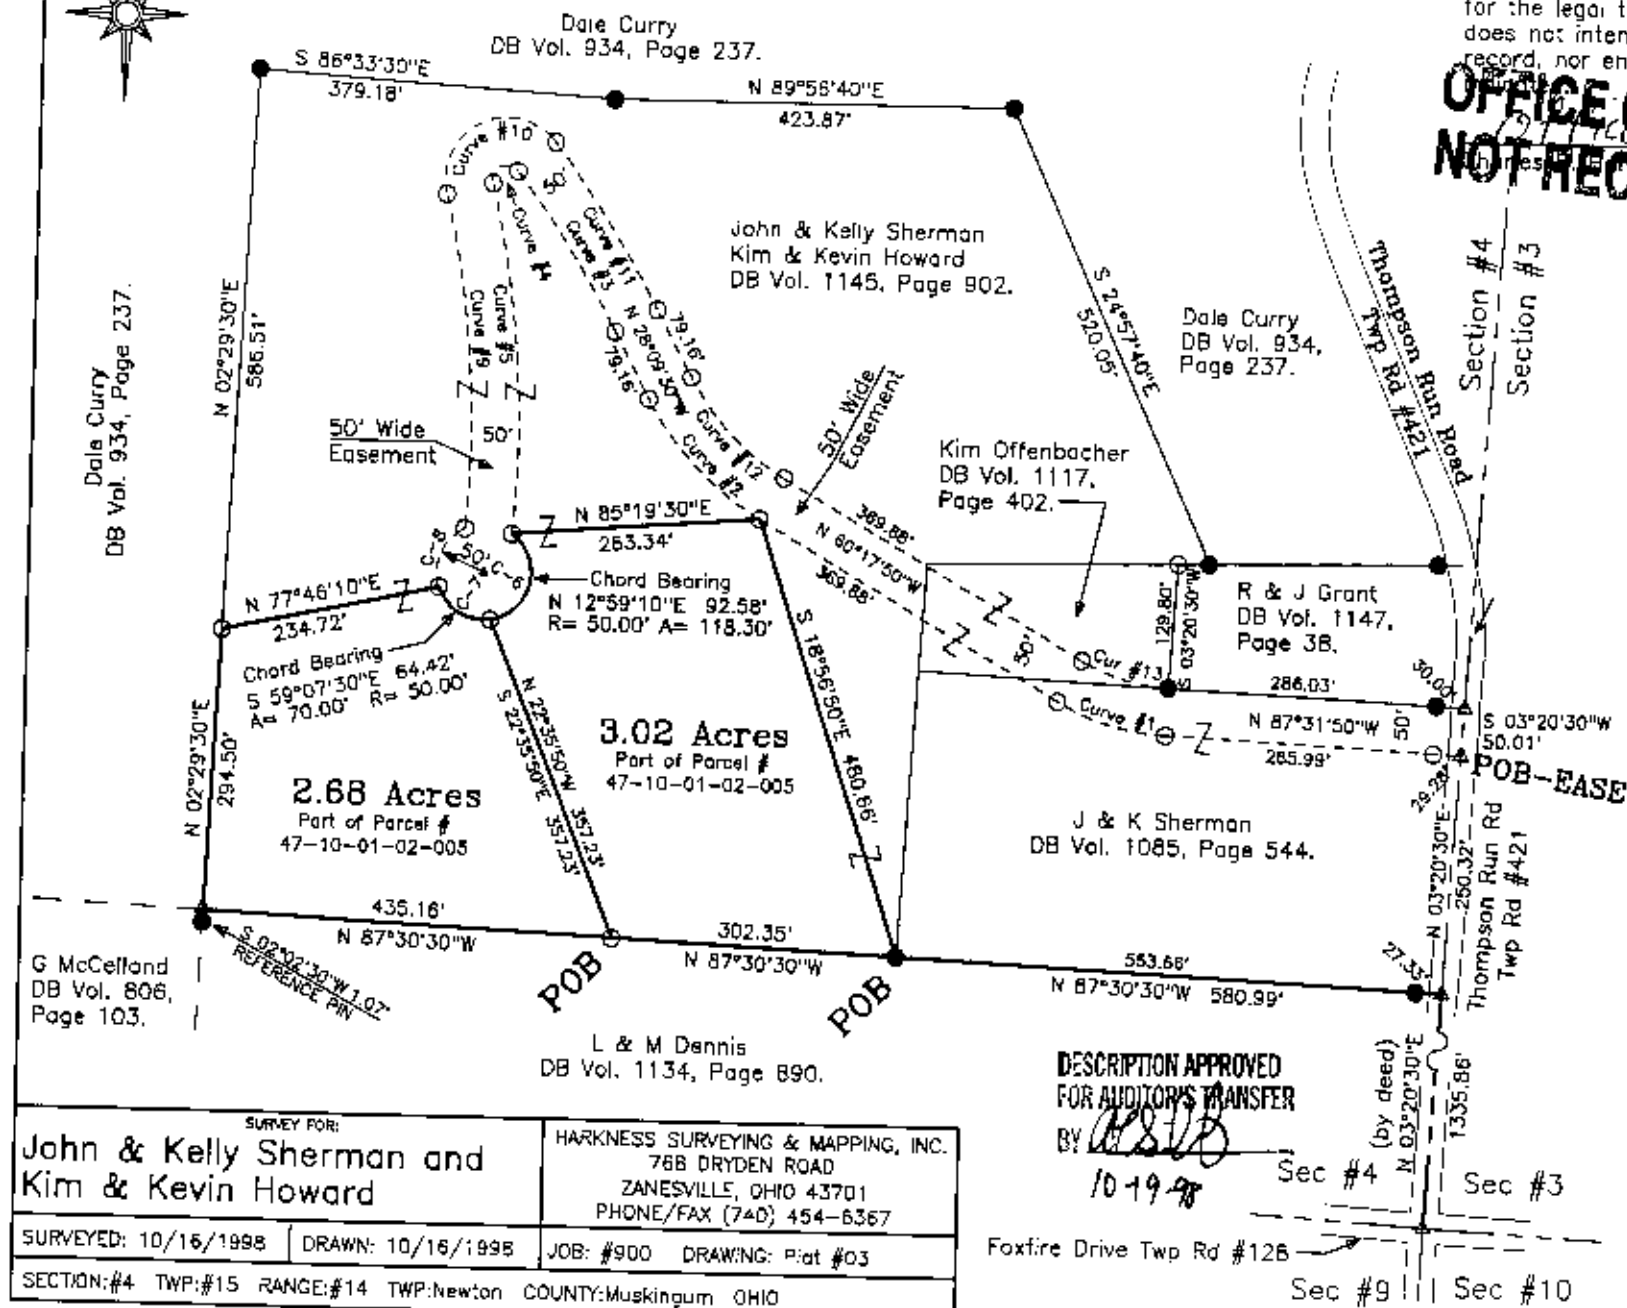 for the legal
does not
record, nor
OFFICE
NOT
Dale Curry
DB Vol. 934, Page 237.
S 86°33'30"E
379.18'
N 89°56'40"E
423.87'
Curve #10
50'
Curve #4
Curve #3
Curve #11
John & Kelly Sherman
Kim & Kevin Howard
DB Vol. 1145, Page 902.
S 24°57'40"E
520.05'
Thompson Run Road
Twp Rd #421
Section #4
Section #3
Dale Curry
DB Vol. 934,
Page 237.
Dale Curry
DB Vol. 934, Page 237.
N 02°29'30"E
586.51'
Curve #9
Curve #5
79.16'
N 28°09'30"W
79.16'
50' Wide
Easement
50'
Curve #12
Curve #2
50' Wide
Easement
Kim Offenbacher
DB Vol. 1117,
Page 402.
N 85°19'30"E
263.34'
369.88'
N 60°17'50"W
369.88'
C-8
50'
C-6
C-7
Chord Bearing
N 12°59'10"E 92.58'
R= 50.00' A= 118.30'
N 77°46'10"E
234.72'
Chord Bearing
S 59°07'30"E 64.42'
A= 70.00' R= 50.00'
129.80'
S 03°20'30"W
R & J Grant
DB Vol. 1147,
Page 38.
50'
Cur #13
286.03'
30.00'
Curve #1
N 87°31'50"W
285.99'
50'
S 03°20'30"W
50.01'
POB-EASE
29.28'
N 02°29'30"E
294.50'
N 22°35'50"W 357.23'
S 22°35'50"E 357.23'
3.02 Acres
Part of Parcel #
47-10-01-02-005
S 18°56'50"E 480.66'
2.68 Acres
Part of Parcel #
47-10-01-02-005
J & K Sherman
DB Vol. 1085, Page 544.
N 03°20'30"E
250.32'
Thompson Run Rd
Twp Rd #421
435.16'
N 87°30'30"W
302.35'
N 87°30'30"W
553.66'
N 87°30'30"W 580.99'
27.33'
S 02°02'30"W 1.07'
REFERENCE PIN
G McCelland
DB Vol. 806,
Page 103.
POB
POB
L & M Dennis
DB Vol. 1134, Page 890.
DESCRIPTION APPROVED
FOR AUDITOR'S TRANSFER
BY
10-19-98
(by deed)
N 03°20'30"E
1335.86'
Sec #4
Sec #3
Foxfire Drive Twp Rd #126
Sec #9
Sec #10
SURVEY FOR:
John & Kelly Sherman and
Kim & Kevin Howard
HARKNESS SURVEYING & MAPPING, INC.
768 DRYDEN ROAD
ZANESVILLE, OHIO 43701
PHONE/FAX (740) 454-6367
SURVEYED: 10/16/1998 DRAWN: 10/16/1998 JOB: #900 DRAWING: Plat #03
SECTION:#4 TWP:#15 RANGE:#14 TWP:Newton COUNTY:Muskingum OHIO